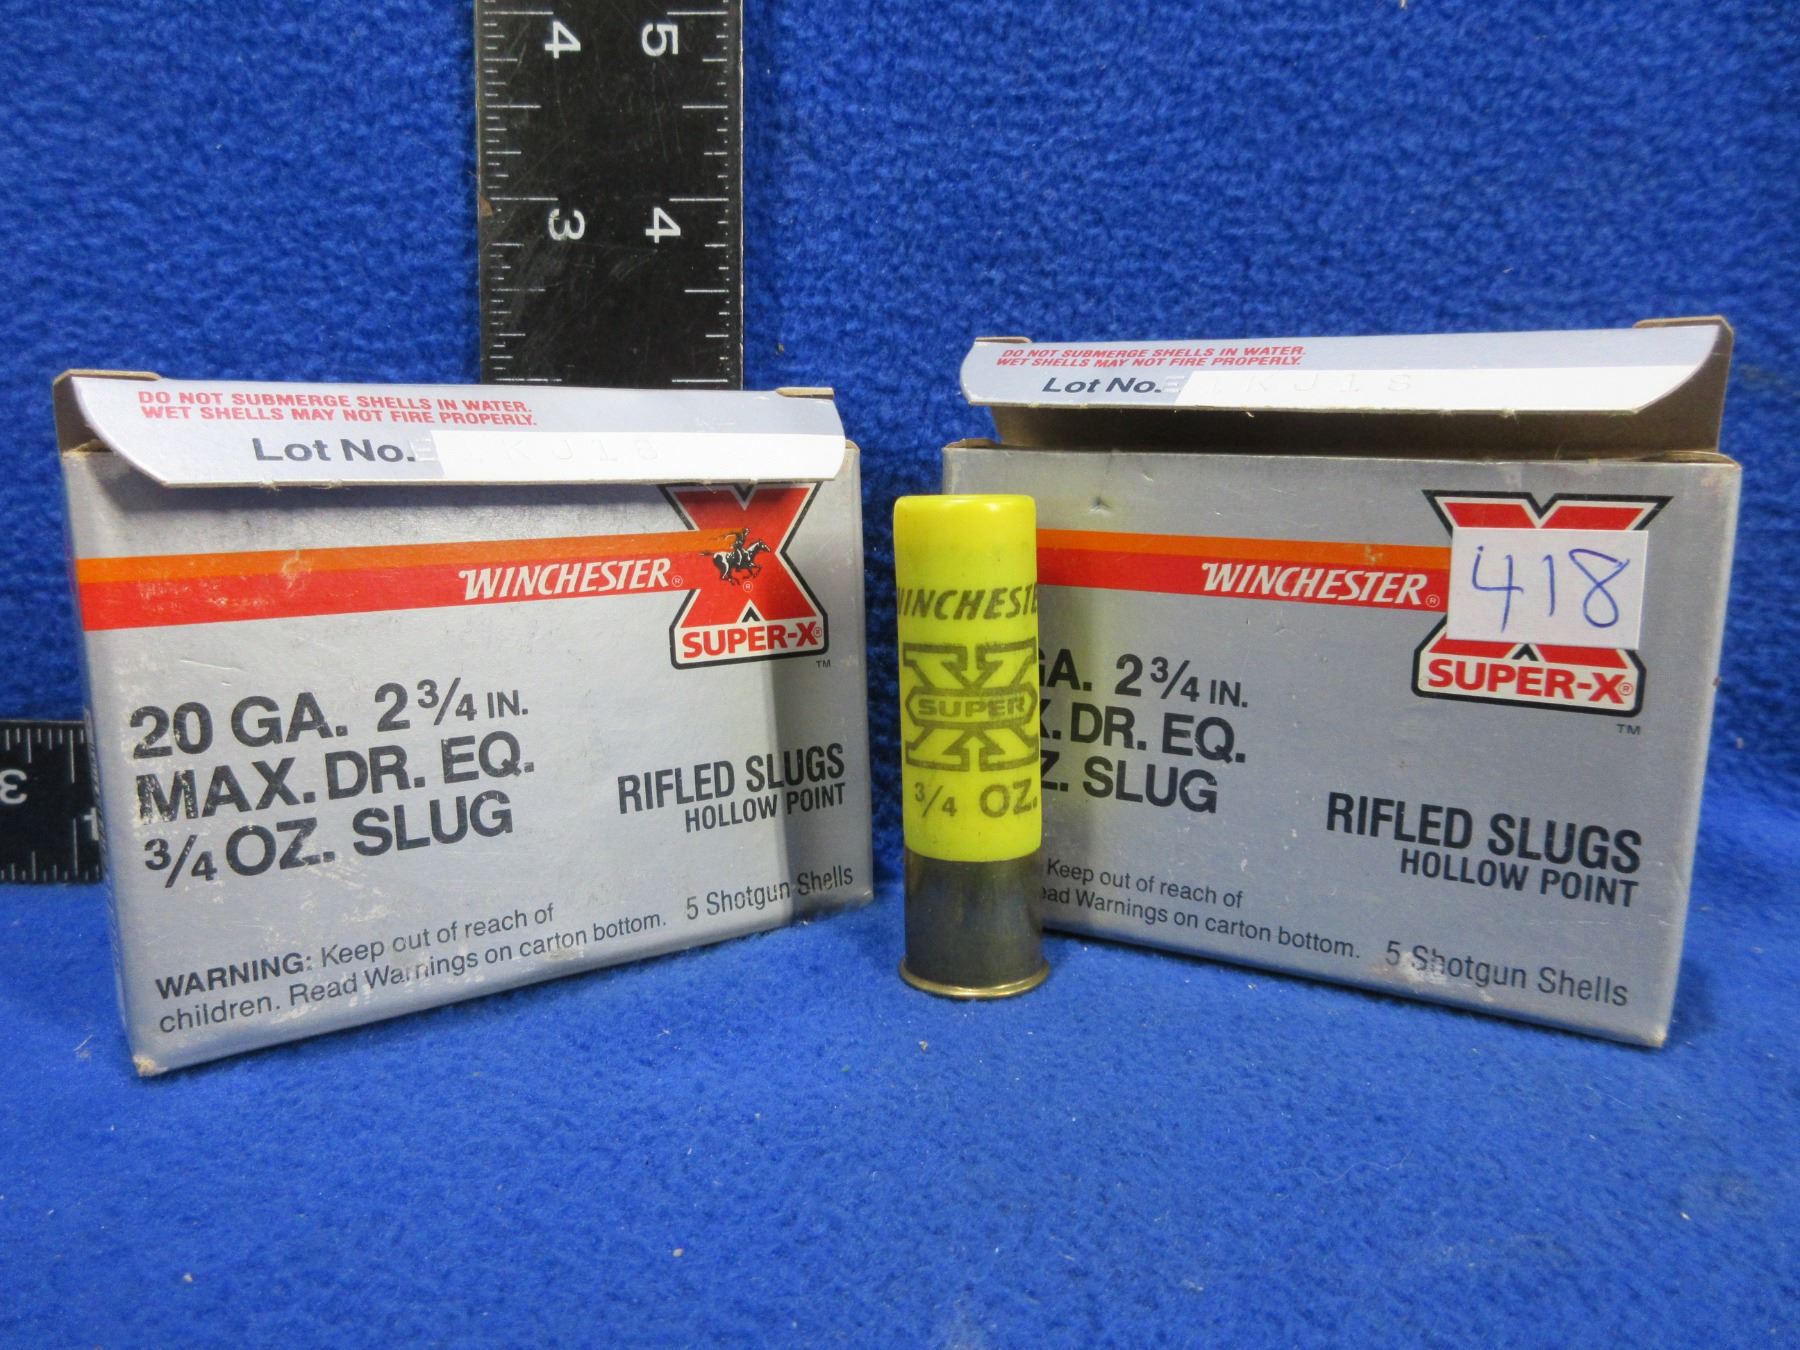 4 5
3 4
3
DO NOT SUBMERGE SHELLS IN WATER.
WET SHELLS MAY NOT FIRE PROPERLY.
Lot No.
WINCHESTER®
SUPER-X®
TM
20 GA. 2 3/4 IN.
MAX. DR. EQ.
3/4 OZ. SLUG
RIFLED SLUGS
HOLLOW POINT
WARNING: Keep out of reach of
children. Read Warnings on carton bottom.
5 Shotgun Shells
WINCHESTE
SUPER
3/4 OZ.
DO NOT SUBMERGE SHELLS IN WATER.
WET SHELLS MAY NOT FIRE PROPERLY.
Lot No.
WINCHESTER®
418
SUPER-X®
TM
GA. 2 3/4 IN.
X. DR. EQ.
Z. SLUG
RIFLED SLUGS
HOLLOW POINT
Keep out of reach of
ead Warnings on carton bottom.
5 Shotgun Shells